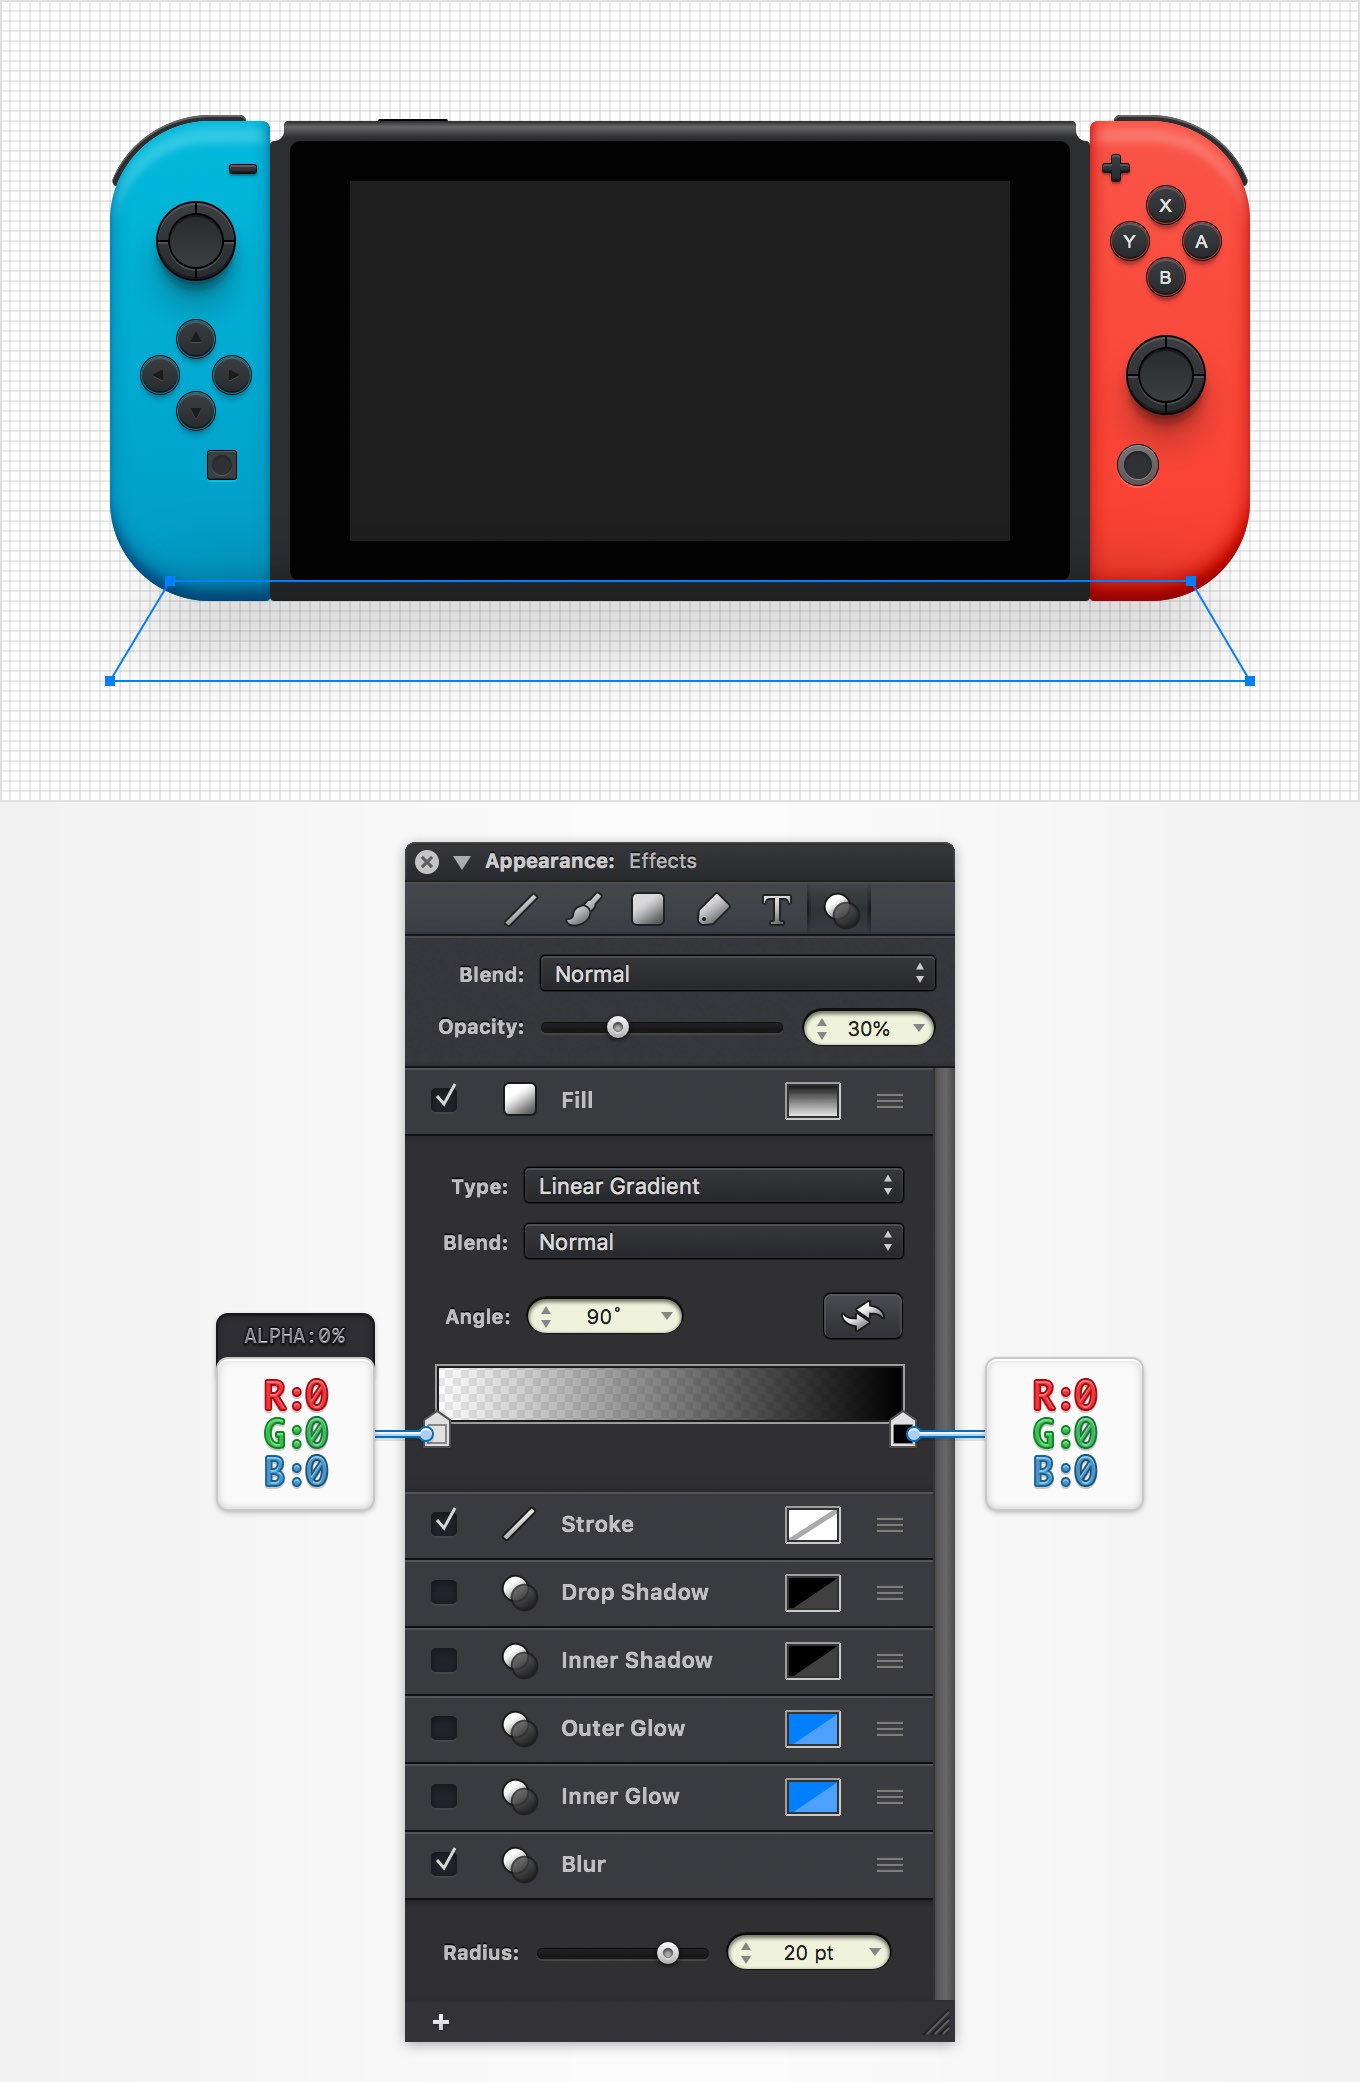 X
Y A
B
Appearance: Effects
T
Blend: Normal
Opacity: 30%
Fill
Type: Linear Gradient
Blend: Normal
Angle: 90°
ALPHA:0%
R:0
G:0
B:0
R:0
G:0
B:0
Stroke
Drop Shadow
Inner Shadow
Outer Glow
Inner Glow
Blur
Radius: 20 pt